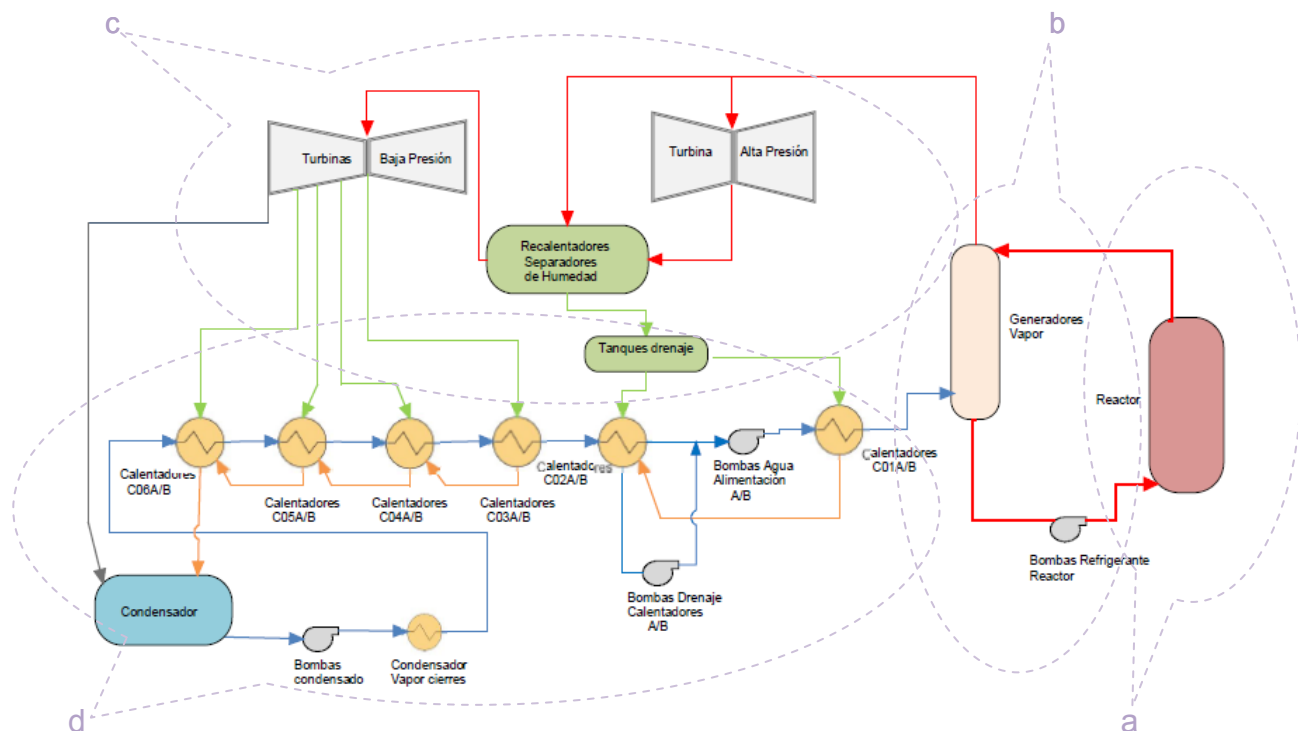 c
b
Turbinas
Baja Presión
Turbina
Alta Presión
Recalentadores
Separadores
de Humedad
Generadores
Vapor
Tanques drenaje
Reactor
Calentadores
C06A/B
Calentadores
C05A/B
Calentadores
C04A/B
Calentadores
C03A/B
Calentadores
C02A/B
Bombas Agua
Alimentación
A/B
Calentadores
C01A/B
Bombas Refrigerante
Reactor
Bombas Drenaje
Calentadores
A/B
Condensador
Bombas
condensado
Condensador
Vapor cierres
d
a